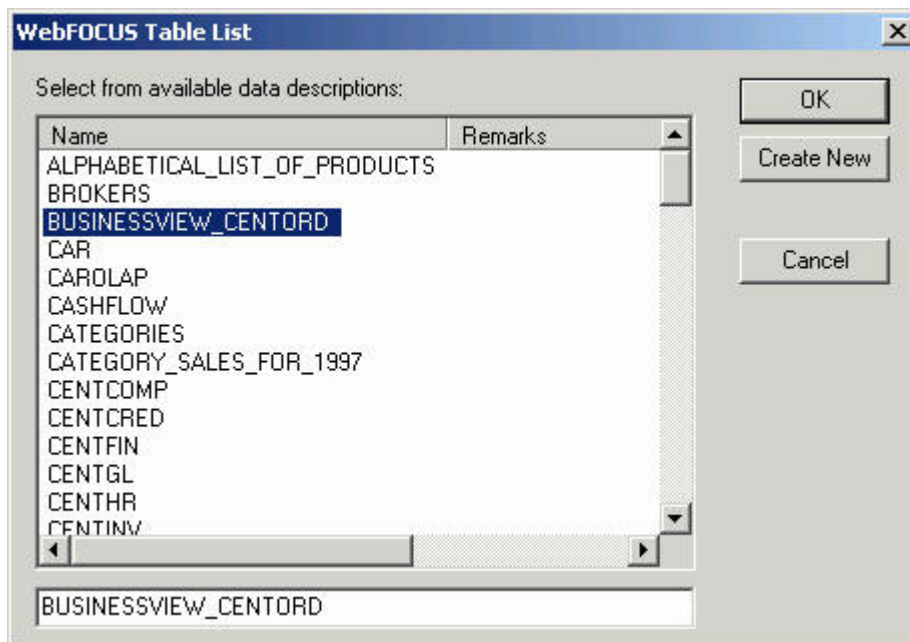 WebFOCUS Table List
Select from available data descriptions:
OK
Name Remarks
Create New
ALPHABETICAL_LIST_OF_PRODUCTS
BROKERS
BUSINESSVIEW_CENTORD
CAR
Cancel
CAROLAP
CASHFLOW
CATEGORIES
CATEGORY_SALES_FOR_1997
CENTCOMP
CENTCRED
CENTFIN
CENTGL
CENTHR
CENTINV
BUSINESSVIEW_CENTORD